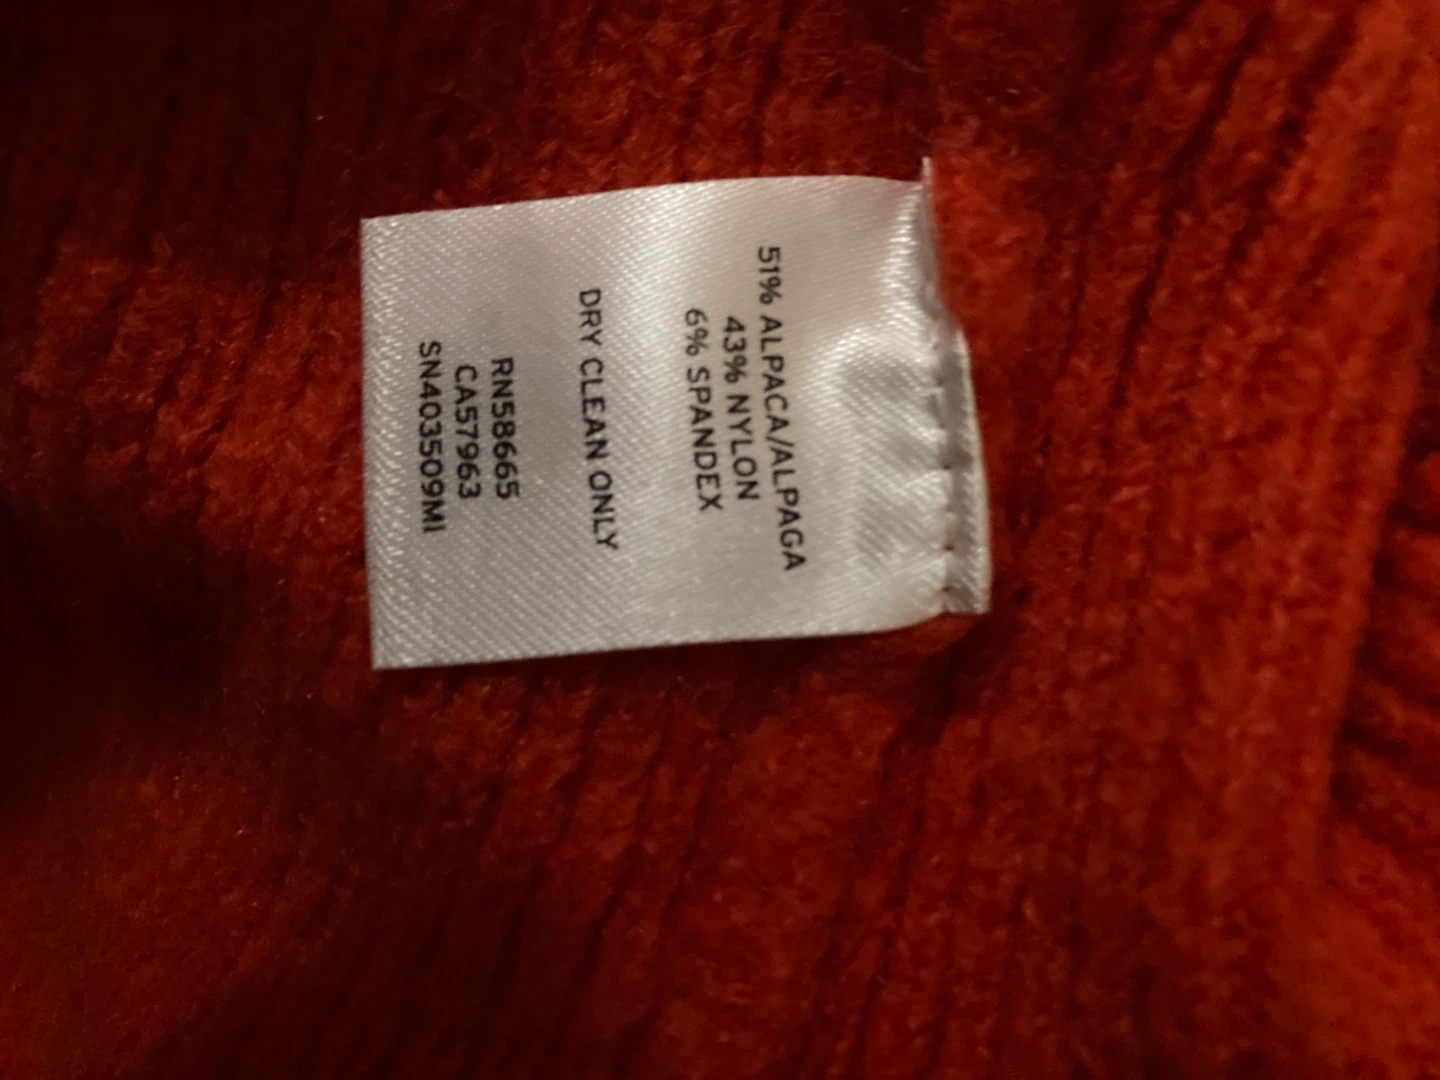 51% ALPACA/ALPAGA
43% NYLON
6% SPANDEX
DRY CLEAN ONLY
RN58665
CA57963
SN403509MI